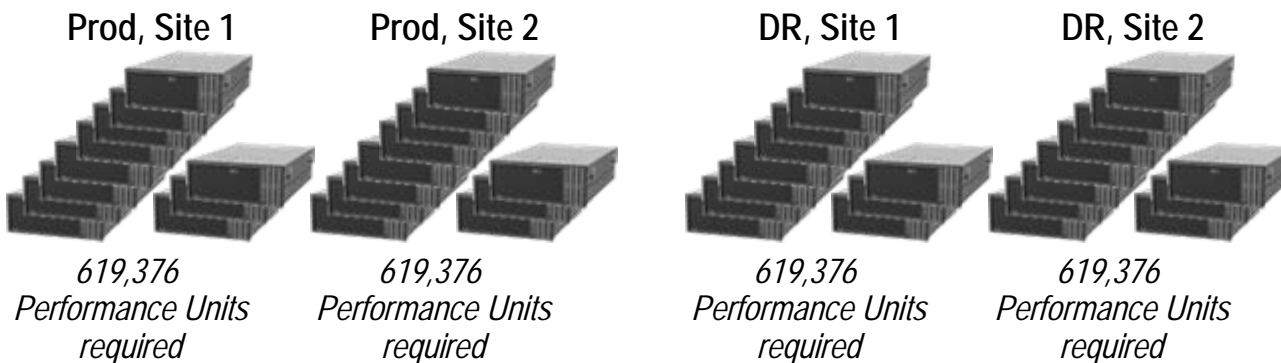 Prod, Site 1
Prod, Site 2
DR, Site 1
DR, Site 2
619,376
Performance Units
required
619,376
Performance Units
required
619,376
Performance Units
required
619,376
Performance Units
required